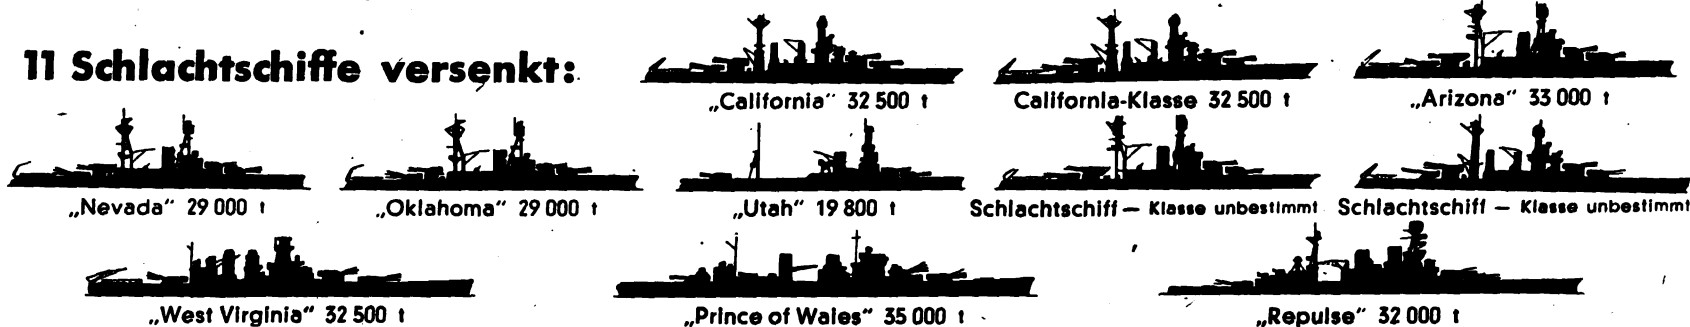 11 Schlachtschiffe versenkt:
„California“ 32 500 t
California-Klasse 32 500 t
„Arizona“ 33 000 t
„Nevada“ 29 000 t
„Oklahoma“ 29 000 t
„Utah“ 19 800 t
Schlachtschiff – Klasse unbestimmt
Schlachtschiff – Klasse unbestimmt
„West Virginia“ 32 500 t
„Prince of Wales“ 35 000 t
„Repulse“ 32 000 t